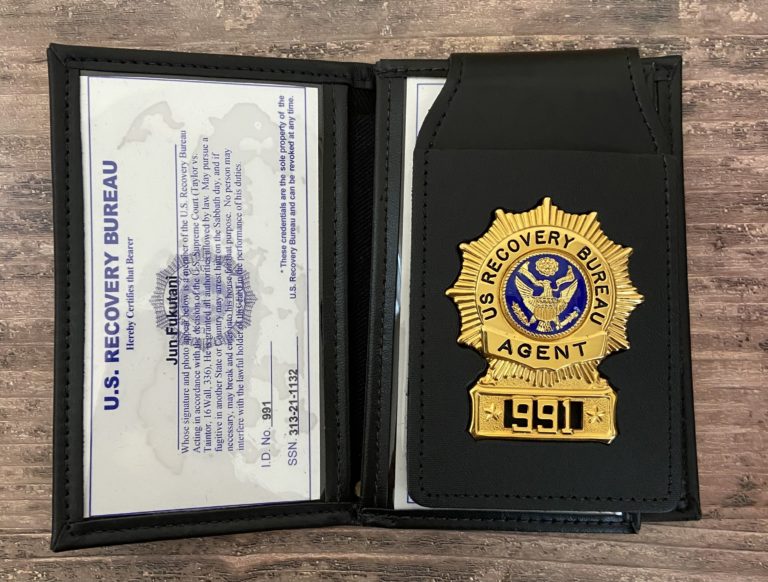 U.S. RECOVERY BUREAU
Hereby Certifies that Bearer
Jun Fukutani
Whose signature and photo appear below is a member of the U.S. Recovery Bureau
Acting in accordance with the decision of the U.S. Supreme Court (Taylor vs.
Taintor, 16 Wall, 336). He is granted all authorities allowed by law. May pursue a
fugitive in another State or Country may arrest him on the Sabbath day, and if
necessary, may break and enter into his house for that purpose. No person may
interfere with the lawful holder of in the performance of his duties.
I.D. No 991
SSN 313-21-1132
* These credentials are the sole property of the
U.S. Recovery Bureau and can be revoked at any time.
US RECOVERY BUREAU
AGENT
991